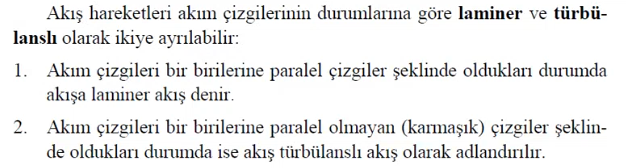 Akış hareketleri akım çizgilerinin durumlarına göre laminer ve türbü-
lanslı olarak ikiye ayrılabilir:
1. Akım çizgileri bir birilerine paralel çizgiler şeklinde oldukları durumda
akışa laminer akış denir.
2. Akım çizgileri bir birilerine paralel olmayan (karmaşık) çizgiler şeklin-
de oldukları durumda ise akış türbülanslı akış olarak adlandırılır.